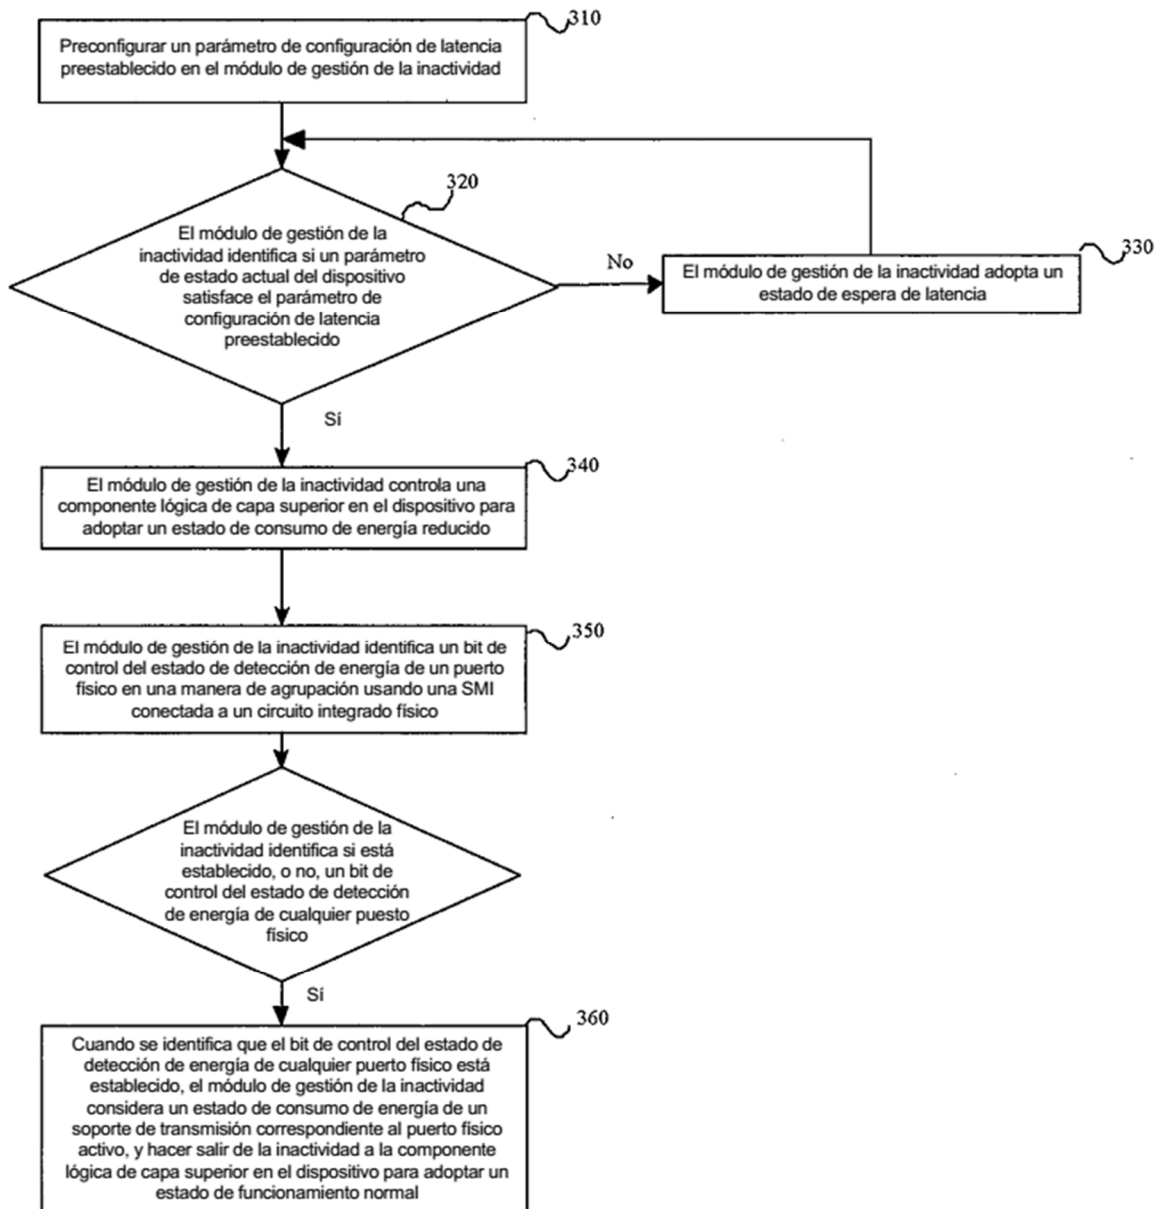 310
Preconfigurar un parámetro de configuración de latencia
preestablecido en el módulo de gestión de la inactividad
320
El módulo de gestión de la
inactividad identifica si un parámetro
de estado actual del dispositivo
satisface el parámetro de
configuración de latencia
preestablecido
No
330
El módulo de gestión de la inactividad adopta un
estado de espera de latencia
Sí
340
El módulo de gestión de la inactividad controla una
componente lógica de capa superior en el dispositivo para
adoptar un estado de consumo de energía reducido
350
El módulo de gestión de la inactividad identifica un bit de
control del estado de detección de energía de un puerto
físico en una manera de agrupación usando una SMI
conectada a un circuito integrado físico
El módulo de gestión de la
inactividad identifica si está
establecido, o no, un bit de
control del estado de detección
de energía de cualquier puesto
físico
Sí
360
Cuando se identifica que el bit de control del estado de
detección de energía de cualquier puerto físico está
establecido, el módulo de gestión de la inactividad
considera un estado de consumo de energía de un
soporte de transmisión correspondiente al puerto físico
activo, y hacer salir de la inactividad a la componente
lógica de capa superior en el dispositivo para adoptar un
estado de funcionamiento normal